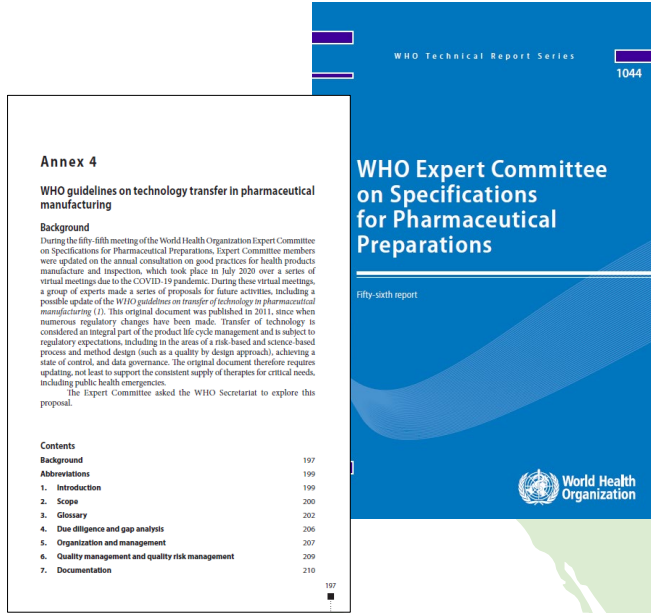 WHO Technical Report Series
1044
WHO Expert Committee
on Specifications
for Pharmaceutical
Preparations
Fifty-sixth report
World Health
Organization
Annex 4
WHO guidelines on technology transfer in pharmaceutical
manufacturing
Background
During the fifty-fifth meeting of the World Health Organization Expert Committee
on Specifications for Pharmaceutical Preparations, Expert Committee members
were updated on the annual consultation on good practices for health products
manufacture and inspection, which took place in July 2020 over a series of
virtual meetings due to the COVID-19 pandemic. During these virtual meetings,
a group of experts made a series of proposals for future activities, including a
possible update of the WHO guidelines on transfer of technology in pharmaceutical
manufacturing (1). This original document was published in 2011, since when
numerous regulatory changes have been made. Transfer of technology is
considered an integral part of the product life cycle management and is subject to
regulatory expectations, including in the areas of a risk-based and science-based
process and method design (such as a quality by design approach), achieving a
state of control, and data governance. The original document therefore requires
updating, not least to support the consistent supply of therapies for critical needs,
including public health emergencies.
The Expert Committee asked the WHO Secretariat to explore this
proposal.
Contents
Background 197
Abbreviations 199
1. Introduction 199
2. Scope 200
3. Glossary 202
4. Due diligence and gap analysis 206
5. Organization and management 207
6. Quality management and quality risk management 209
7. Documentation 210
197